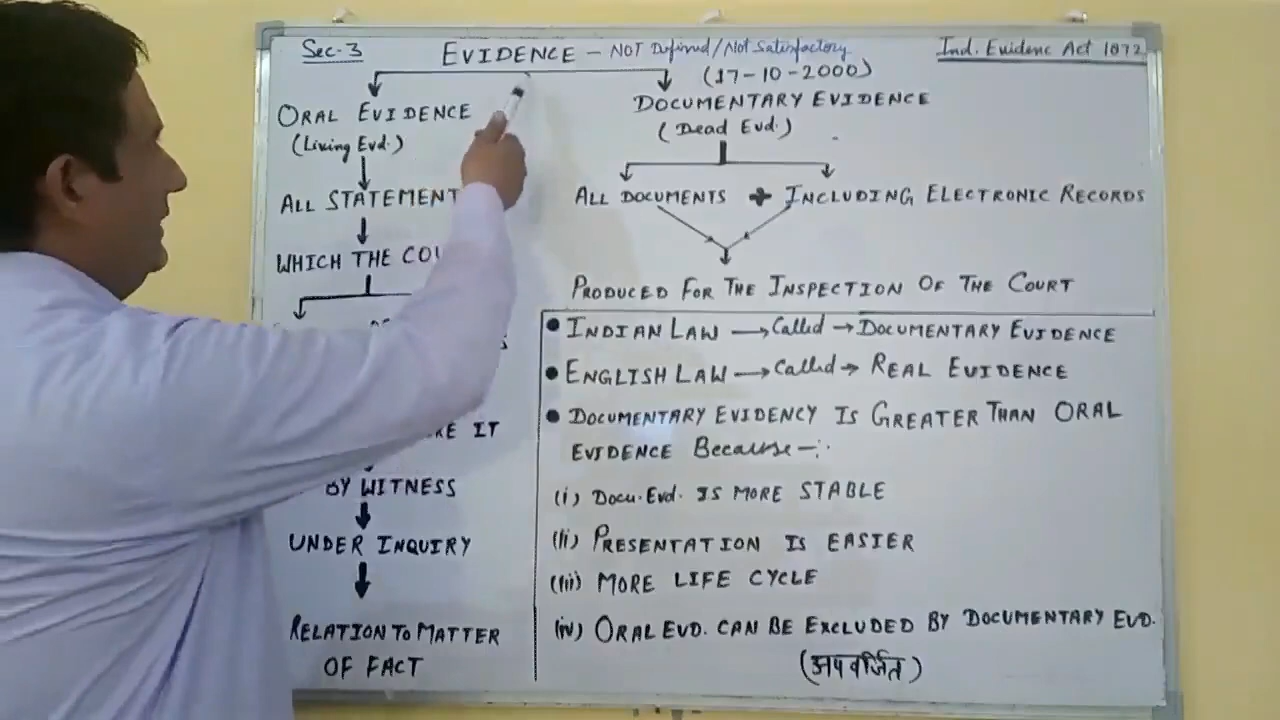 Sec-3
EVIDENCE - NOT Defined/Not Satisfactory
Ind. Evidenc Act 1872
(17-10-2000)
ORAL EVIDENCE
(Living Evd.)
ALL STATEMENT
WHICH THE COU
RE IT
BY WITNESS
UNDER INQUIRY
RELATION TO MATTER
OF FACT
DOCUMENTARY EVIDENCE
(Dead Evd.)
ALL DOCUMENTS + INCLUDING ELECTRONIC RECORDS
PRODUCED FOR THE INSPECTION OF THE COURT
• INDIAN LAW → Called → DOCUMENTARY EVIDENCE
• ENGLISH LAW → Called → REAL EVIDENCE
• DOCUMENTARY EVIDENCY IS GREATER THAN ORAL
EVIDENCE Because -:-
(i) Docu. Evd. IS MORE STABLE
(ii) PRESENTATION IS EASIER
(iii) MORE LIFE CYCLE
(iv) ORAL EVD. CAN BE EXCLUDED BY DOCUMENTARY EVD.
(अपवर्जित)